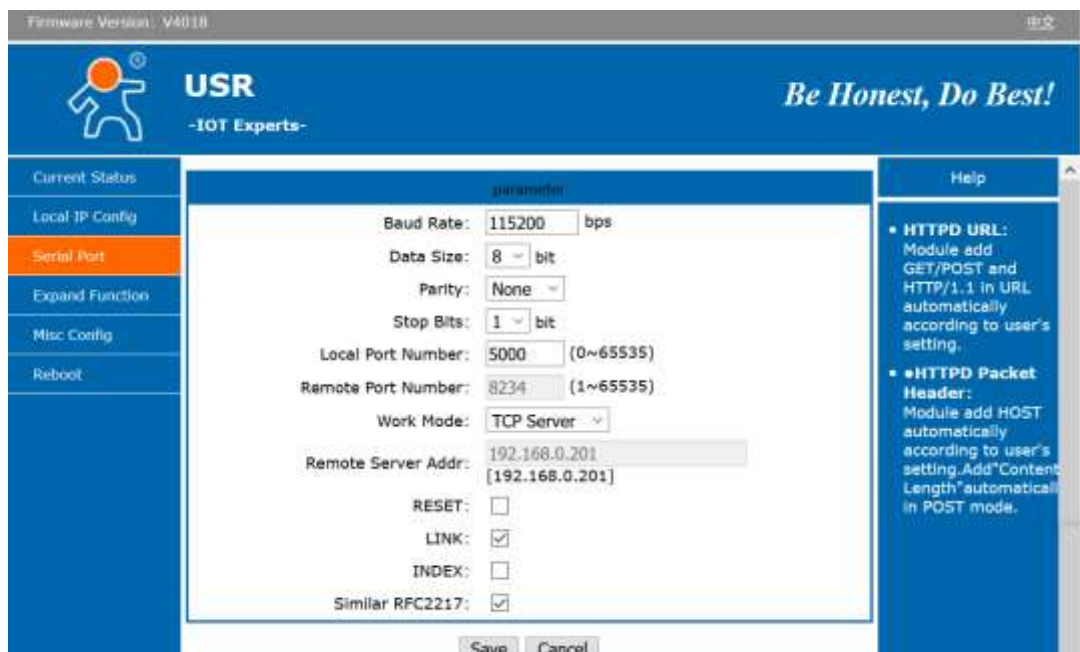 Firmware Version: V4018
中文
®
USR
-IOT Experts-
Be Honest, Do Best!
Current Status
Local IP Config
Serial Port
Expand Function
Misc Config
Reboot
parameter
Baud Rate: 115200 bps
Data Size: 8 bit
Parity: None
Stop Bits: 1 bit
Local Port Number: 5000 (0~65535)
Remote Port Number: 8234 (1~65535)
Work Mode: TCP Server
Remote Server Addr: 192.168.0.201
[192.168.0.201]
RESET:
LINK:
INDEX:
Similar RFC2217:
Save Cancel
Help
• HTTPD URL:
Module add
GET/POST and
HTTP/1.1 in URL
automatically
according to user's
setting.
• •HTTPD Packet
Header:
Module add HOST
automatically
according to user's
setting.Add"Content
Length"automaticall
in POST mode.